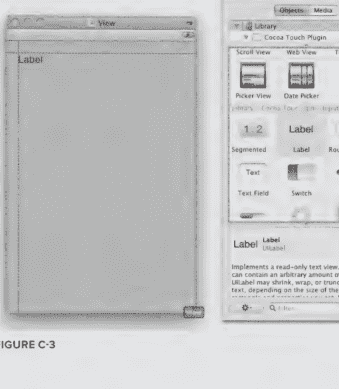 View
Label
Objects Media
Library
Cocoa Touch Plugin
Scroll View Web View
Picker View Date Picker
1 2 Label
Segmented Label
Text
Text Field Switch
Label Label
UILabel
Implements a read-only text view.
can contain an arbitrary amount
UILabel may shrink, wrap, or
text, depending on the size of the
IGURE C-3